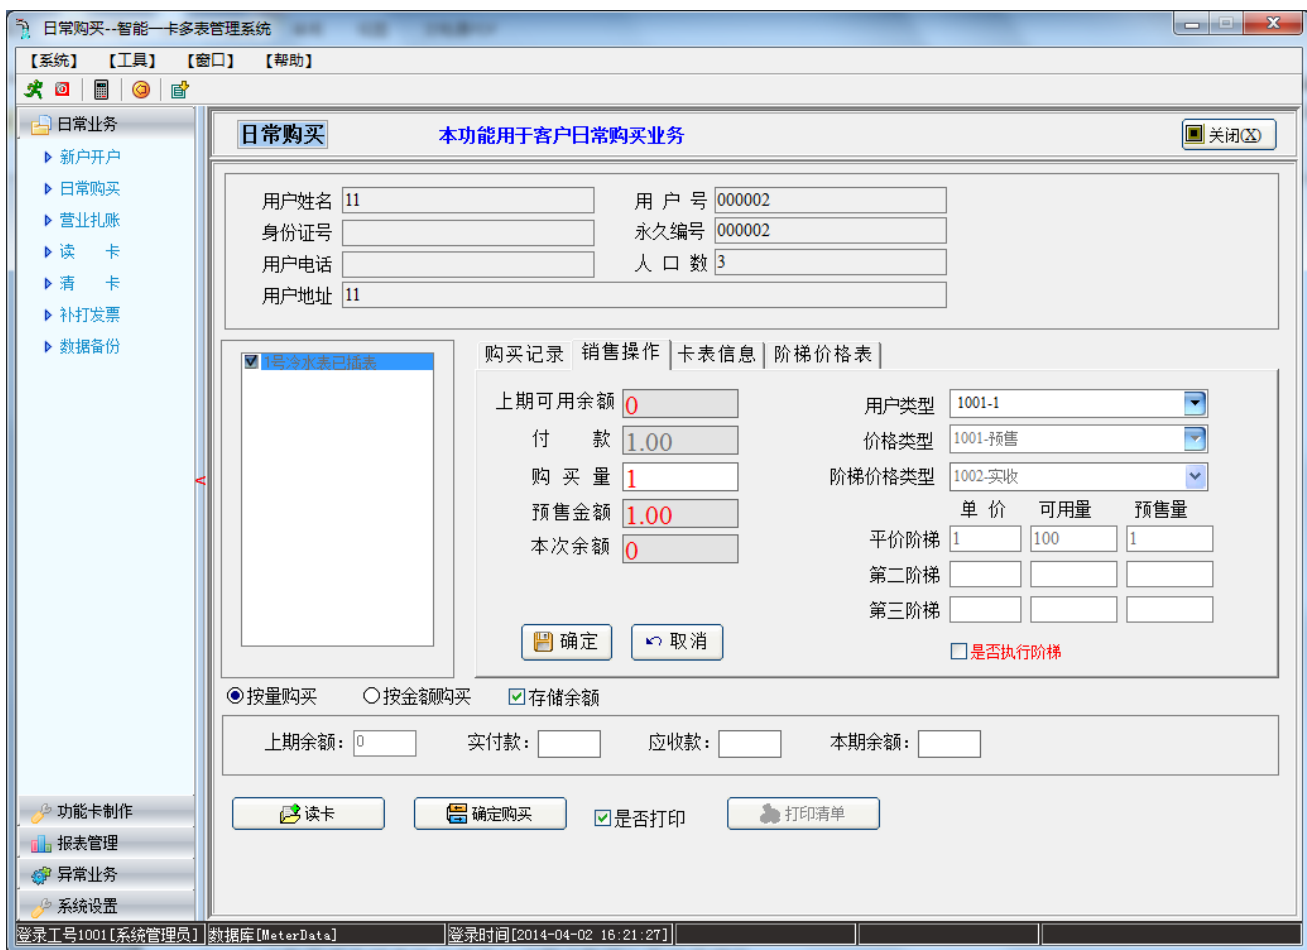 日常购买--智能一卡多表管理系统
【系统】 【工具】 【窗口】 【帮助】
日常业务
新户开户
日常购买
营业扎账
读 卡
清 卡
补打发票
数据备份
功能卡制作
报表管理
异常业务
系统设置
<
日常购买 本功能用于客户日常购买业务 关闭(X)
用户姓名 11 用 户 号 000002
身份证号 永久编号 000002
用户电话 人 口 数 3
用户地址 11
1号冷水表已插表
购买记录 销售操作 卡表信息 阶梯价格表
上期可用余额 0 用户类型 1001-1
付 款 1.00 价格类型 1001-预售
购 买 量 1 阶梯价格类型 1002-实收
预售金额 1.00 单 价 可用量 预售量
本次余额 0 平价阶梯 1 100 1
第二阶梯
第三阶梯
确定 取消 是否执行阶梯
按量购买 按金额购买 存储余额
上期余额: 0 实付款: 应收款: 本期余额:
读卡 确定购买 是否打印 打印清单
登录工号1001[系统管理员] 数据库[MeterData] 登录时间[2014-04-02 16:21:27]